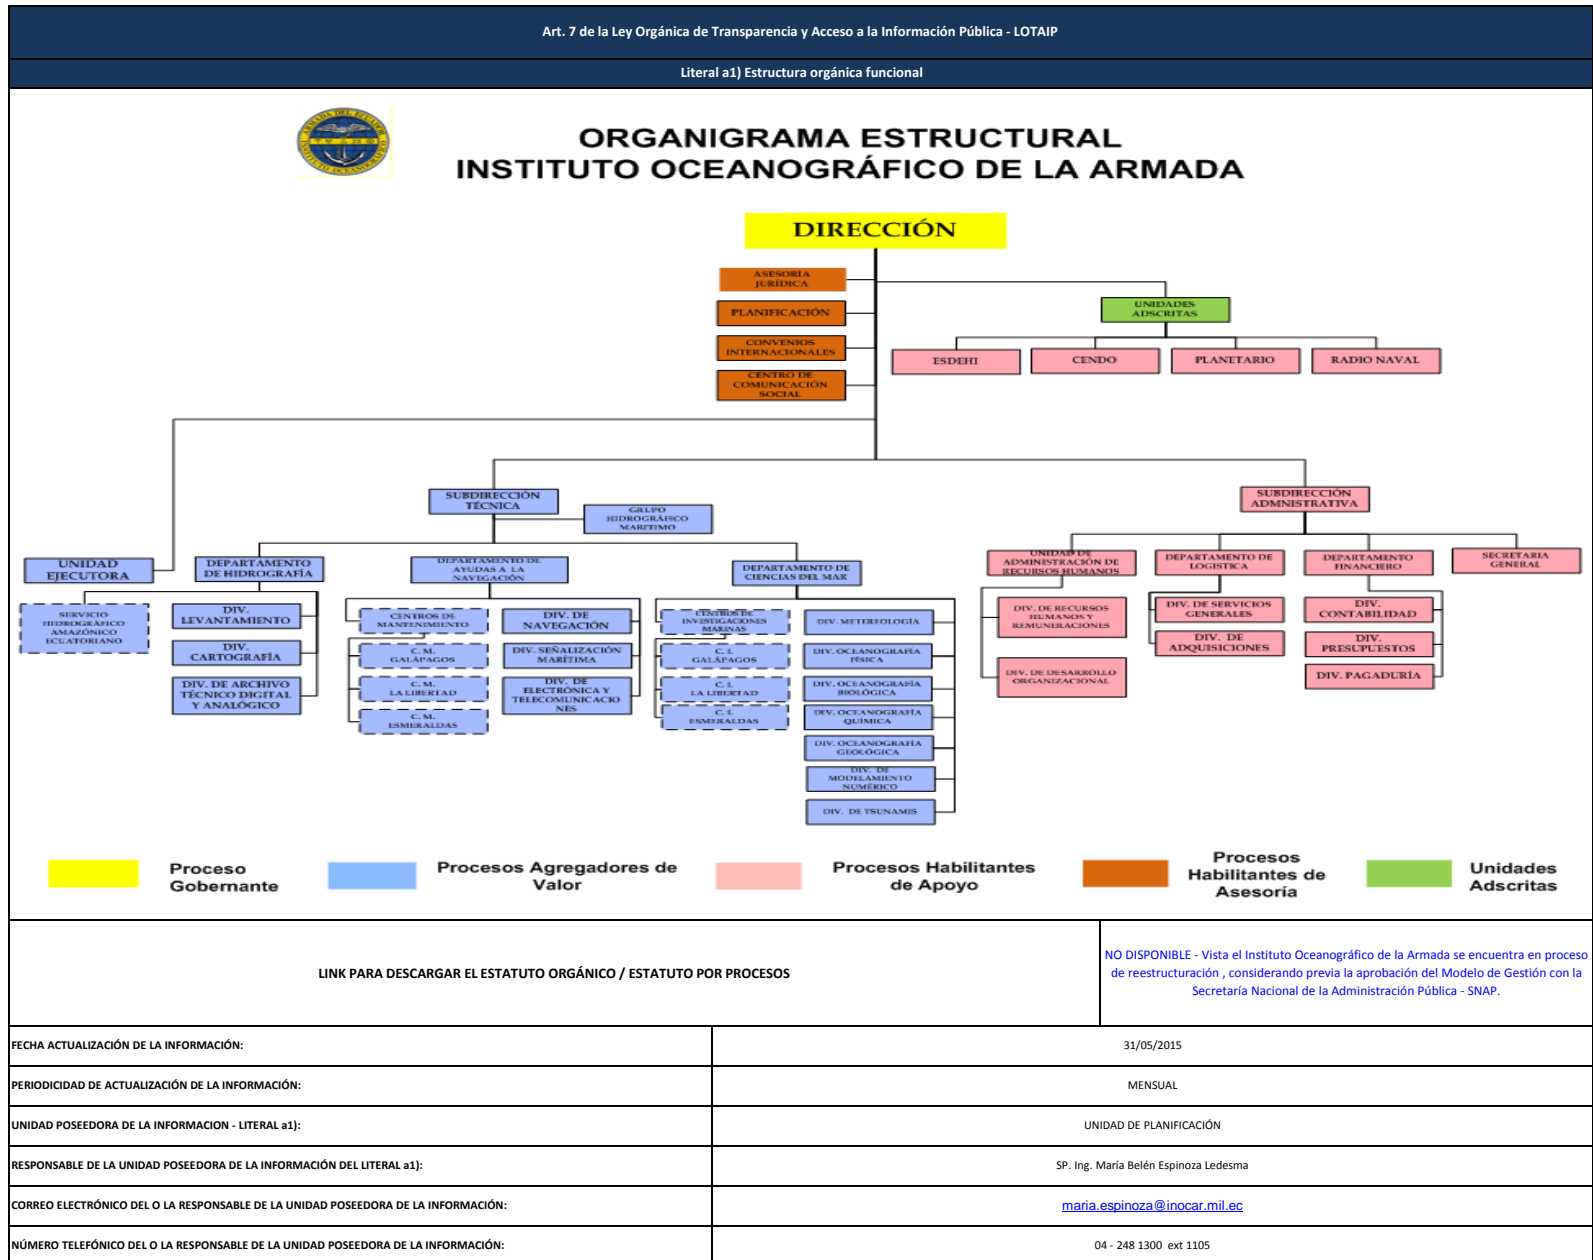 Art. 7 de la Ley Orgánica de Transparencia y Acceso a la Información Pública - LOTAIP
Literal a1) Estructura orgánica funcional
ARMADA DEL ECUADOR
INSTITUTO OCEANOGRAFICO
ORGANIGRAMA ESTRUCTURAL
INSTITUTO OCEANOGRÁFICO DE LA ARMADA
DIRECCIÓN
ASESORÍA
JURÍDICA
PLANIFICACIÓN
CONVENIOS
INTERNACIONALES
CENTRO DE
COMUNICACIÓN
SOCIAL
UNIDADES
ADSCRITAS
ESDEHI
CENDO
PLANETARIO
RADIO NAVAL
SUBDIRECCIÓN
TÉCNICA
GRUPO
HIDROGRÁFICO
MARITIMO
SUBDIRECCIÓN
ADMNISTRATIVA
UNIDAD
EJECUTORA
DEPARTAMENTO
DE HIDROGRAFÍA
DEPARTAMENTO DE
AYUDAS A LA
NAVEGACIÓN
DEPARTAMENTO DE
CIENCIAS DEL MAR
UNIDAD DE
ADMINISTRACIÓN DE
RECURSOS HUMANOS
DEPARTAMENTO DE
LOGISTICA
DEPARTAMENTO
FINANCIERO
SECRETARIA
GENERAL
SERVICIO
HIDROGRÁFICO
AMAZÓNICO
ECUATORIANO
DIV.
LEVANTAMIENTO
DIV.
CARTOGRAFÍA
DIV. DE ARCHIVO
TÉCNICO DIGITAL
Y ANALÓGICO
CENTROS DE
MANTENIMIENTO
C. M.
GALÁPAGOS
C. M.
LA LIBERTAD
C. M.
ESMERALDAS
DIV. DE
NAVEGACIÓN
DIV. SEÑALIZACIÓN
MARÍTIMA
DIV. DE
ELECTRÓNICA Y
TELECOMUNICACIO
NES
CENTROS DE
INVESTIGACIONES
MARINAS
C. I.
GALÁPAGOS
C. I.
LA LIBERTAD
C. I.
ESMERALDAS
DIV. METEREOLOGÍA
DIV. OCEANOGRAFÍA
FÍSICA
DIV. OCEANOGRAFÍA
BIOLÓGICA
DIV. OCEANOGRAFÍA
QUÍMICA
DIV. OCEANOGRAFÍA
GEOLÓGICA
DIV. DE
MODELAMIENTO
NUMÉRICO
DIV. DE TSUNAMIS
DIV. DE RECURSOS
HUMANOS Y
REMUNERACIONES
DIV. DE DESARROLLO
ORGANIZACIONAL
DIV. DE SERVICIOS
GENERALES
DIV. DE
ADQUISICIONES
DIV.
CONTABILIDAD
DIV.
PRESUPUESTOS
DIV. PAGADURÍA
Proceso
Gobernante
Procesos Agregadores de
Valor
Procesos Habilitantes
de Apoyo
Procesos
Habilitantes de
Asesoría
Unidades
Adscritas
LINK PARA DESCARGAR EL ESTATUTO ORGÁNICO / ESTATUTO POR PROCESOS
NO DISPONIBLE - Vista el Instituto Oceanográfico de la Armada se encuentra en proceso
de reestructuración , considerando previa la aprobación del Modelo de Gestión con la
Secretaría Nacional de la Administración Pública - SNAP.
FECHA ACTUALIZACIÓN DE LA INFORMACIÓN:
31/05/2015
PERIODICIDAD DE ACTUALIZACIÓN DE LA INFORMACIÓN:
MENSUAL
UNIDAD POSEEDORA DE LA INFORMACION - LITERAL a1):
UNIDAD DE PLANIFICACIÓN
RESPONSABLE DE LA UNIDAD POSEEDORA DE LA INFORMACIÓN DEL LITERAL a1):
SP. Ing. María Belén Espinoza Ledesma
CORREO ELECTRÓNICO DEL O LA RESPONSABLE DE LA UNIDAD POSEEDORA DE LA INFORMACIÓN:
maria.espinoza@inocar.mil.ec
NÚMERO TELEFÓNICO DEL O LA RESPONSABLE DE LA UNIDAD POSEEDORA DE LA INFORMACIÓN:
04 - 248 1300 ext 1105